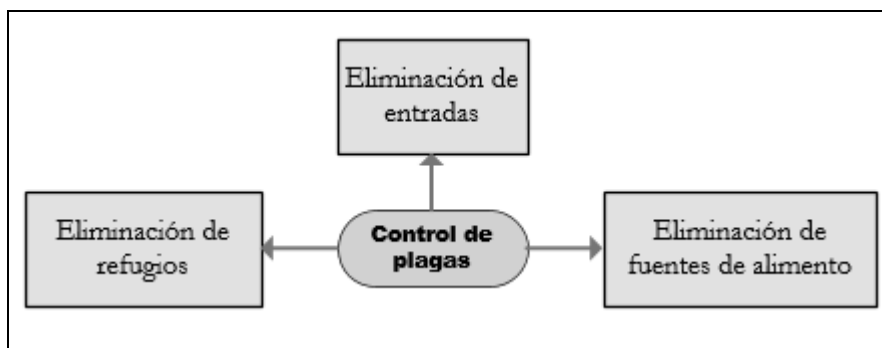 Eliminación de
entradas
Eliminación de
refugios
Control de
plagas
Eliminación de
fuentes de alimento